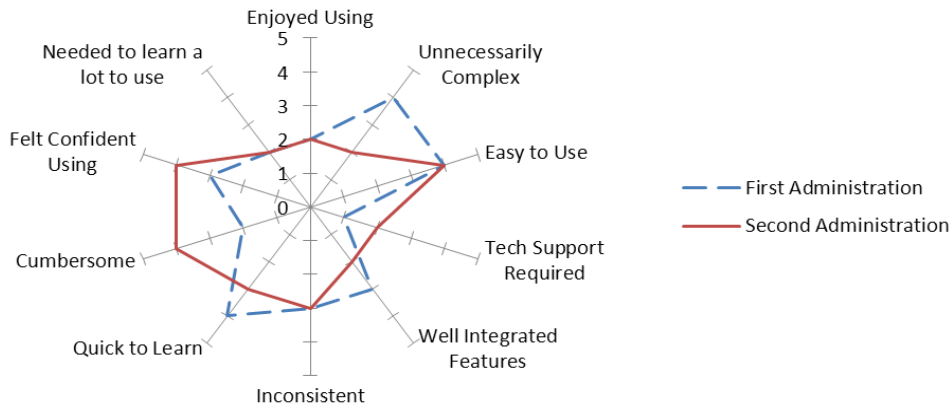 Enjoyed Using
Needed to learn a
lot to use
Unnecessarily
Complex
5
4
3
2
1
0
Felt Confident
Using
Easy to Use
First Administration
Second Administration
Cumbersome
Tech Support
Required
Quick to Learn
Well Integrated
Features
Inconsistent